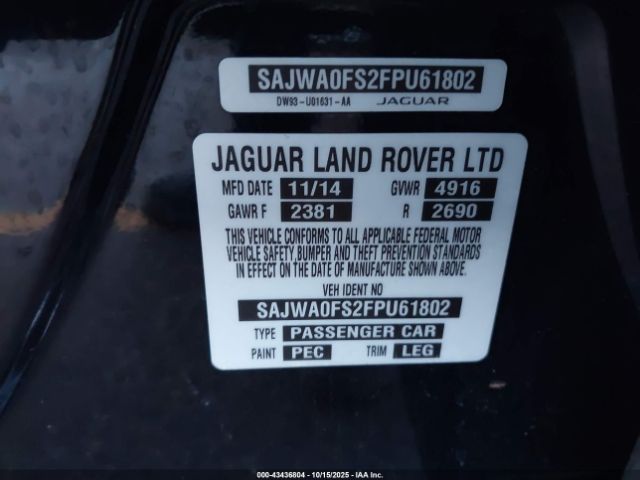 SAJWA0FS2FPU61802
DW93-U01631-AA JAGUAR
JAGUAR LAND ROVER LTD
MFD DATE 11/14 GVWR 4916
GAWR F 2381 R 2690
THIS VEHICLE CONFORMS TO ALL APPLICABLE FEDERAL MOTOR
VEHICLE SAFETY,BUMPER AND THEFT PREVENTION STANDARDS
IN EFFECT ON THE DATE OF MANUFACTURE SHOWN ABOVE.
VEH IDENT NO
SAJWA0FS2FPU61802
TYPE PASSENGER CAR
PAINT PEC TRIM LEG
000-43436804 - 10/15/2025 - IAA Inc.